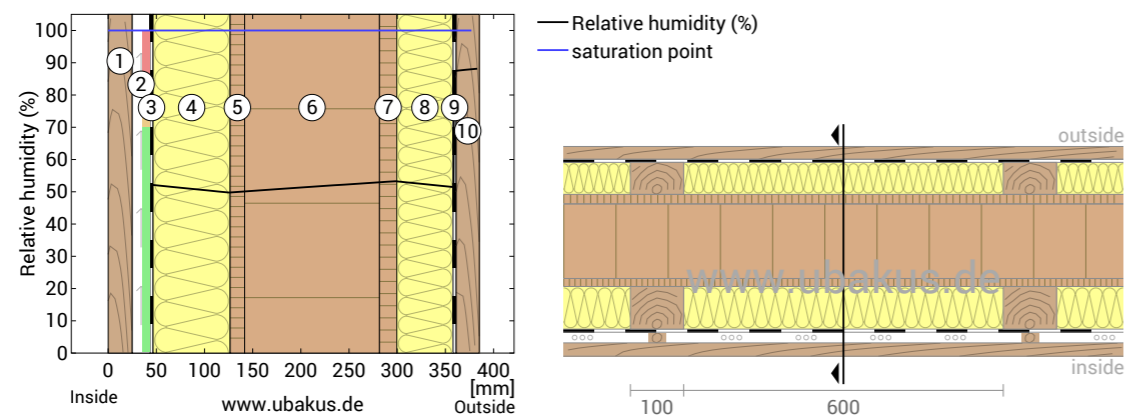 Relative humidity (%)
100
90
80
70
60
50
40
30
20
10
0
1
2
3
4
5
6
7
8
9
10
0 50 100 150 200 250 300 350 400
[mm]
Inside
www.ubakus.de
Outside
Relative humidity (%)
saturation point
outside
www.ubakus.de
inside
100
600